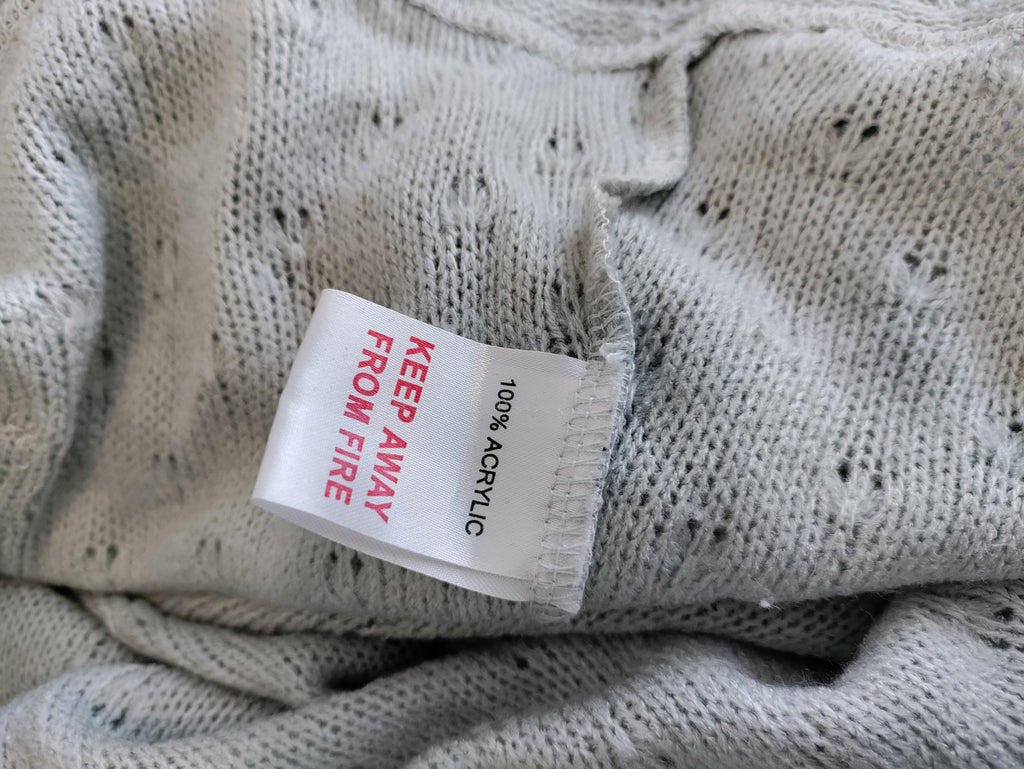 100% ACRYLIC
KEEP AWAY
FROM FIRE